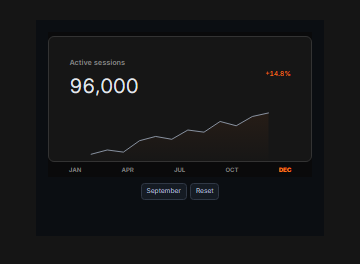 Active sessions
+14.8%
96,000
JAN APR JUL OCT DEC
September Reset